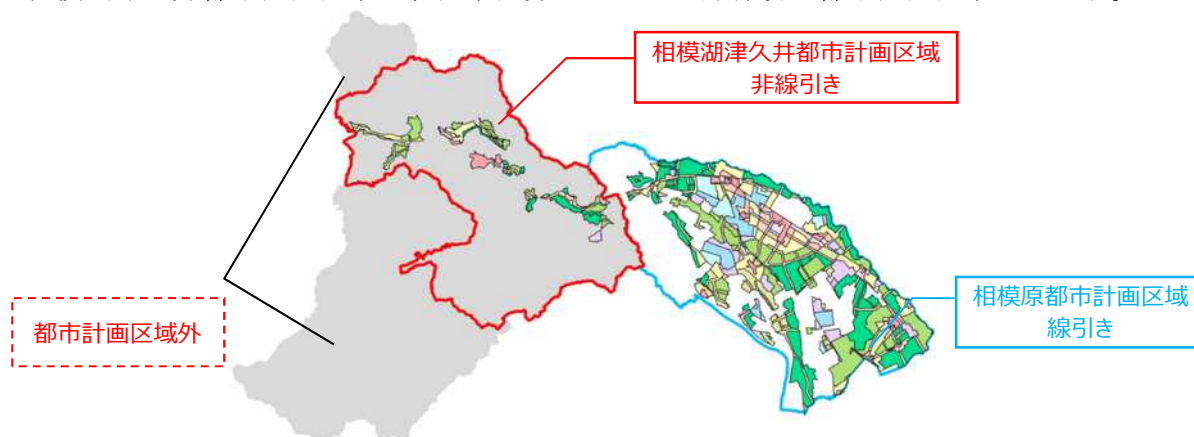 相模湖津久井都市計画区域
非線引き
都市計画区域外
相模原都市計画区域
線引き